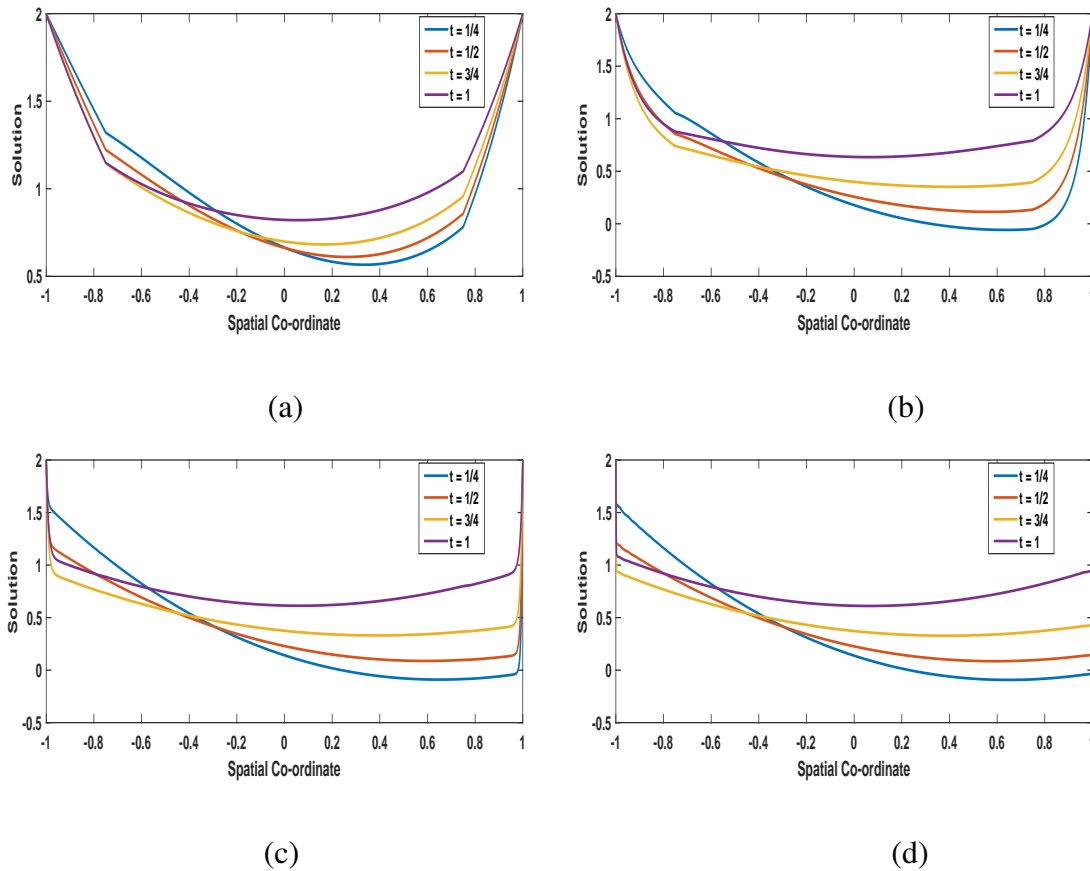 2
1.5
1
0.5
Solution
-1 -0.8 -0.6 -0.4 -0.2 0 0.2 0.4 0.6 0.8 1
Spatial Co-ordinate
t = 1/4
t = 1/2
t = 3/4
t = 1
(a)
2
1.5
1
0.5
0
-0.5
Solution
-1 -0.8 -0.6 -0.4 -0.2 0 0.2 0.4 0.6 0.8
Spatial Co-ordinate
t = 1/4
t = 1/2
t = 3/4
t = 1
(b)
2
1.5
1
0.5
0
-0.5
Solution
-1 -0.8 -0.6 -0.4 -0.2 0 0.2 0.4 0.6 0.8 1
Spatial Co-ordinate
t = 1/4
t = 1/2
t = 3/4
t = 1
(c)
2
1.5
1
0.5
0
-0.5
Solution
-1 -0.8 -0.6 -0.4 -0.2 0 0.2 0.4 0.6 0.8
Spatial Co-ordinate
t = 1/4
t = 1/2
t = 3/4
t = 1
(d)